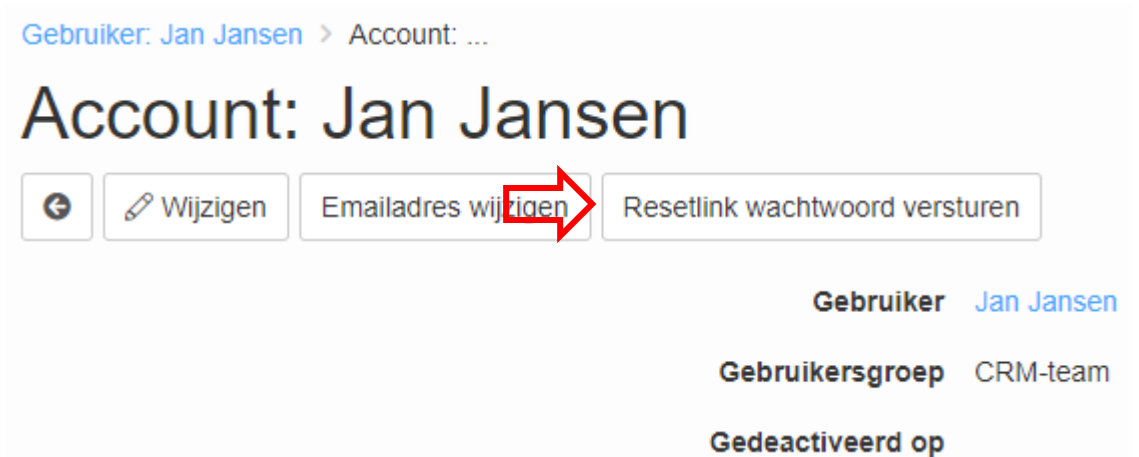 Gebruiker: Jan Jansen > Account: ...
Account: Jan Jansen
Wijzigen Emailadres wijzigen Resetlink wachtwoord versturen
Gebruiker Jan Jansen
Gebruikersgroep CRM-team
Gedeactiveerd op